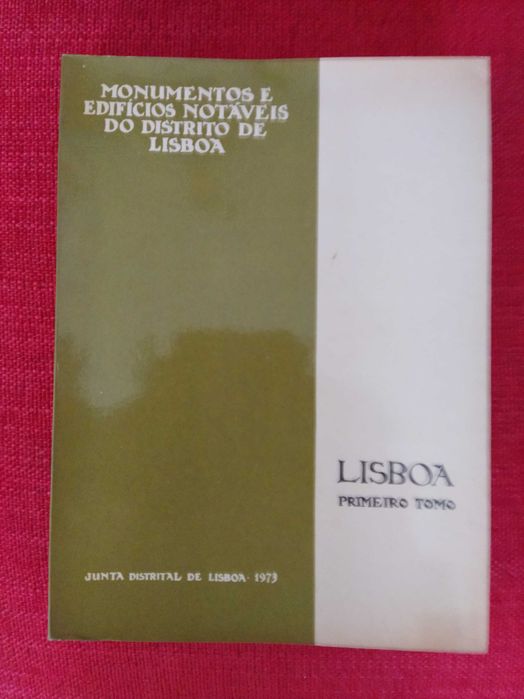 MONUMENTOS E
EDIFÍCIOS NOTÁVEIS
DO DISTRITO DE
LISBOA
LISBOA
PRIMEIRO TOMO
JUNTA DISTRITAL DE LISBOA · 1973